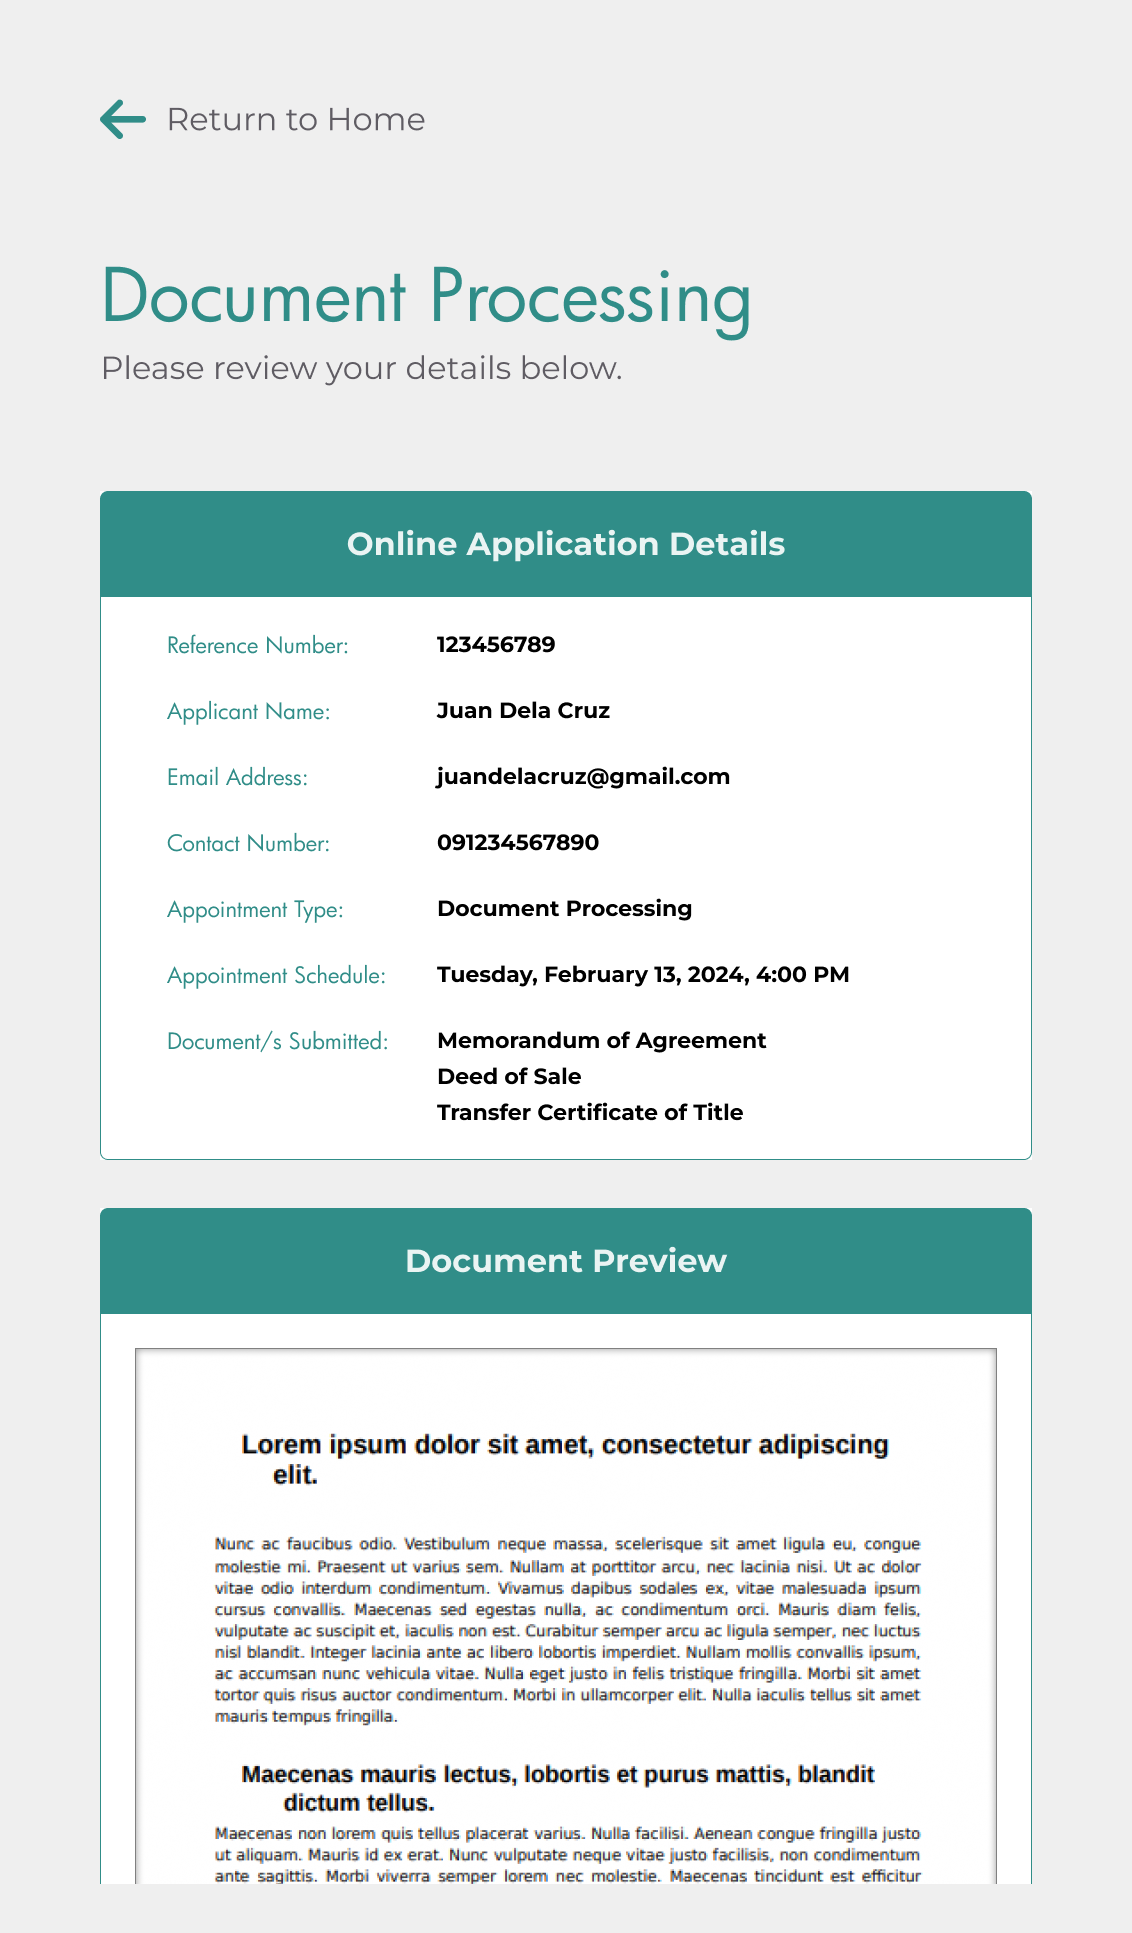 Return to Home
Document Processing
Please review your details below.
Online Application Details
Reference Number: 123456789
Applicant Name: Juan Dela Cruz
Email Address: juandelacruz@gmail.com
Contact Number: 091234567890
Appointment Type: Document Processing
Appointment Schedule: Tuesday, February 13, 2024, 4:00 PM
Document/s Submitted: Memorandum of Agreement
Deed of Sale
Transfer Certificate of Title
Document Preview
Lorem ipsum dolor sit amet, consectetur adipiscing
elit.
Nunc ac faucibus odio. Vestibulum neque massa, scelerisque sit amet ligula eu, congue
molestie mi. Praesent ut varius sem. Nullam at porttitor arcu, nec lacinia nisi. Ut ac dolor
vitae odio interdum condimentum. Vivamus dapibus sodales ex, vitae malesuada ipsum
cursus convallis. Maecenas sed egestas nulla, ac condimentum orci. Mauris diam felis,
vulputate ac suscipit et, iaculis non est. Curabitur semper arcu ac ligula semper, nec luctus
nisl blandit. Integer lacinia ante ac libero lobortis imperdiet. Nullam mollis convallis ipsum,
ac accumsan nunc vehicula vitae. Nulla eget justo in felis tristique fringilla. Morbi sit amet
tortor quis risus auctor condimentum. Morbi in ullamcorper elit. Nulla iaculis tellus sit amet
mauris tempus fringilla.
Maecenas mauris lectus, lobortis et purus mattis, blandit
dictum tellus.
Maecenas non lorem quis tellus placerat varius. Nulla facilisi. Aenean congue fringilla justo
ut aliquam. Mauris id ex erat. Nunc vulputate neque vitae justo facilisis, non condimentum
ante sagittis. Morbi viverra semper lorem nec molestie. Maecenas tincidunt est efficitur